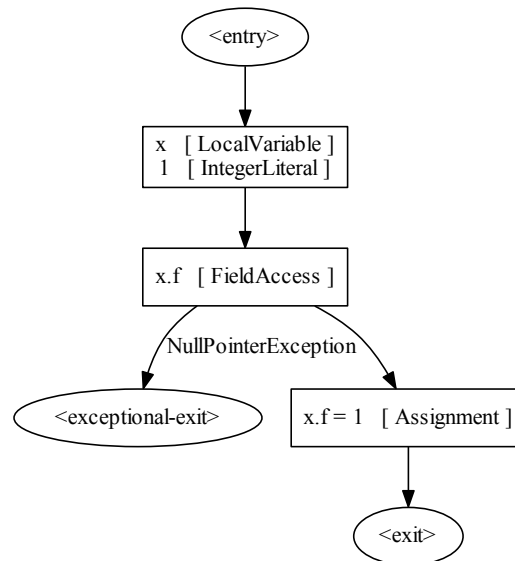 <entry>
x [ LocalVariable ]
1 [ IntegerLiteral ]
x.f [ FieldAccess ]
NullPointerException
<exceptional-exit>
x.f = 1 [ Assignment ]
<exit>